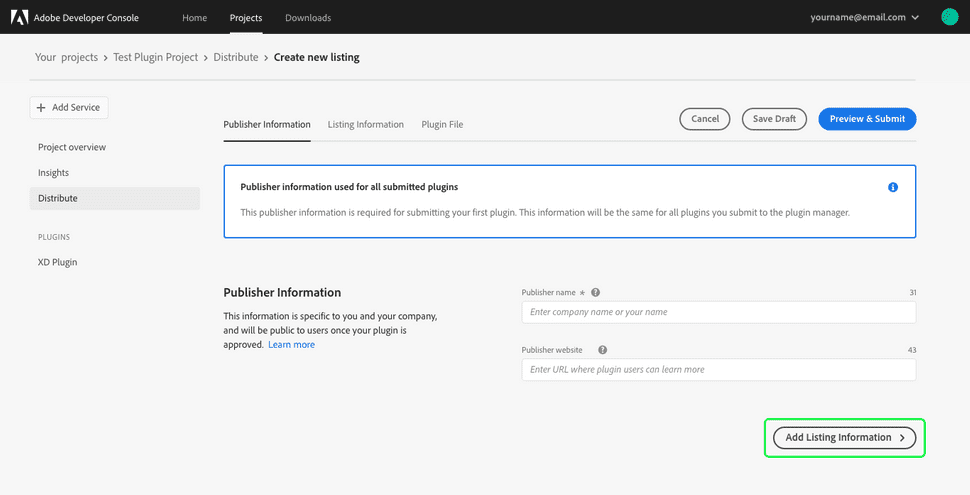 Adobe Developer Console Home Projects Downloads yourname@email.com
Your projects > Test Plugin Project > Distribute > Create new listing
+ Add Service
Publisher Information Listing Information Plugin File Cancel Save Draft Preview & Submit
Project overview
Insights
Distribute
PLUGINS
XD Plugin
Publisher information used for all submitted plugins
This publisher information is required for submitting your first plugin. This information will be the same for all plugins you submit to the plugin manager.
Publisher Information
This information is specific to you and your company,
and will be public to users once your plugin is
approved. Learn more
Publisher name * 31
Enter company name or your name
Publisher website 43
Enter URL where plugin users can learn more
Add Listing Information >